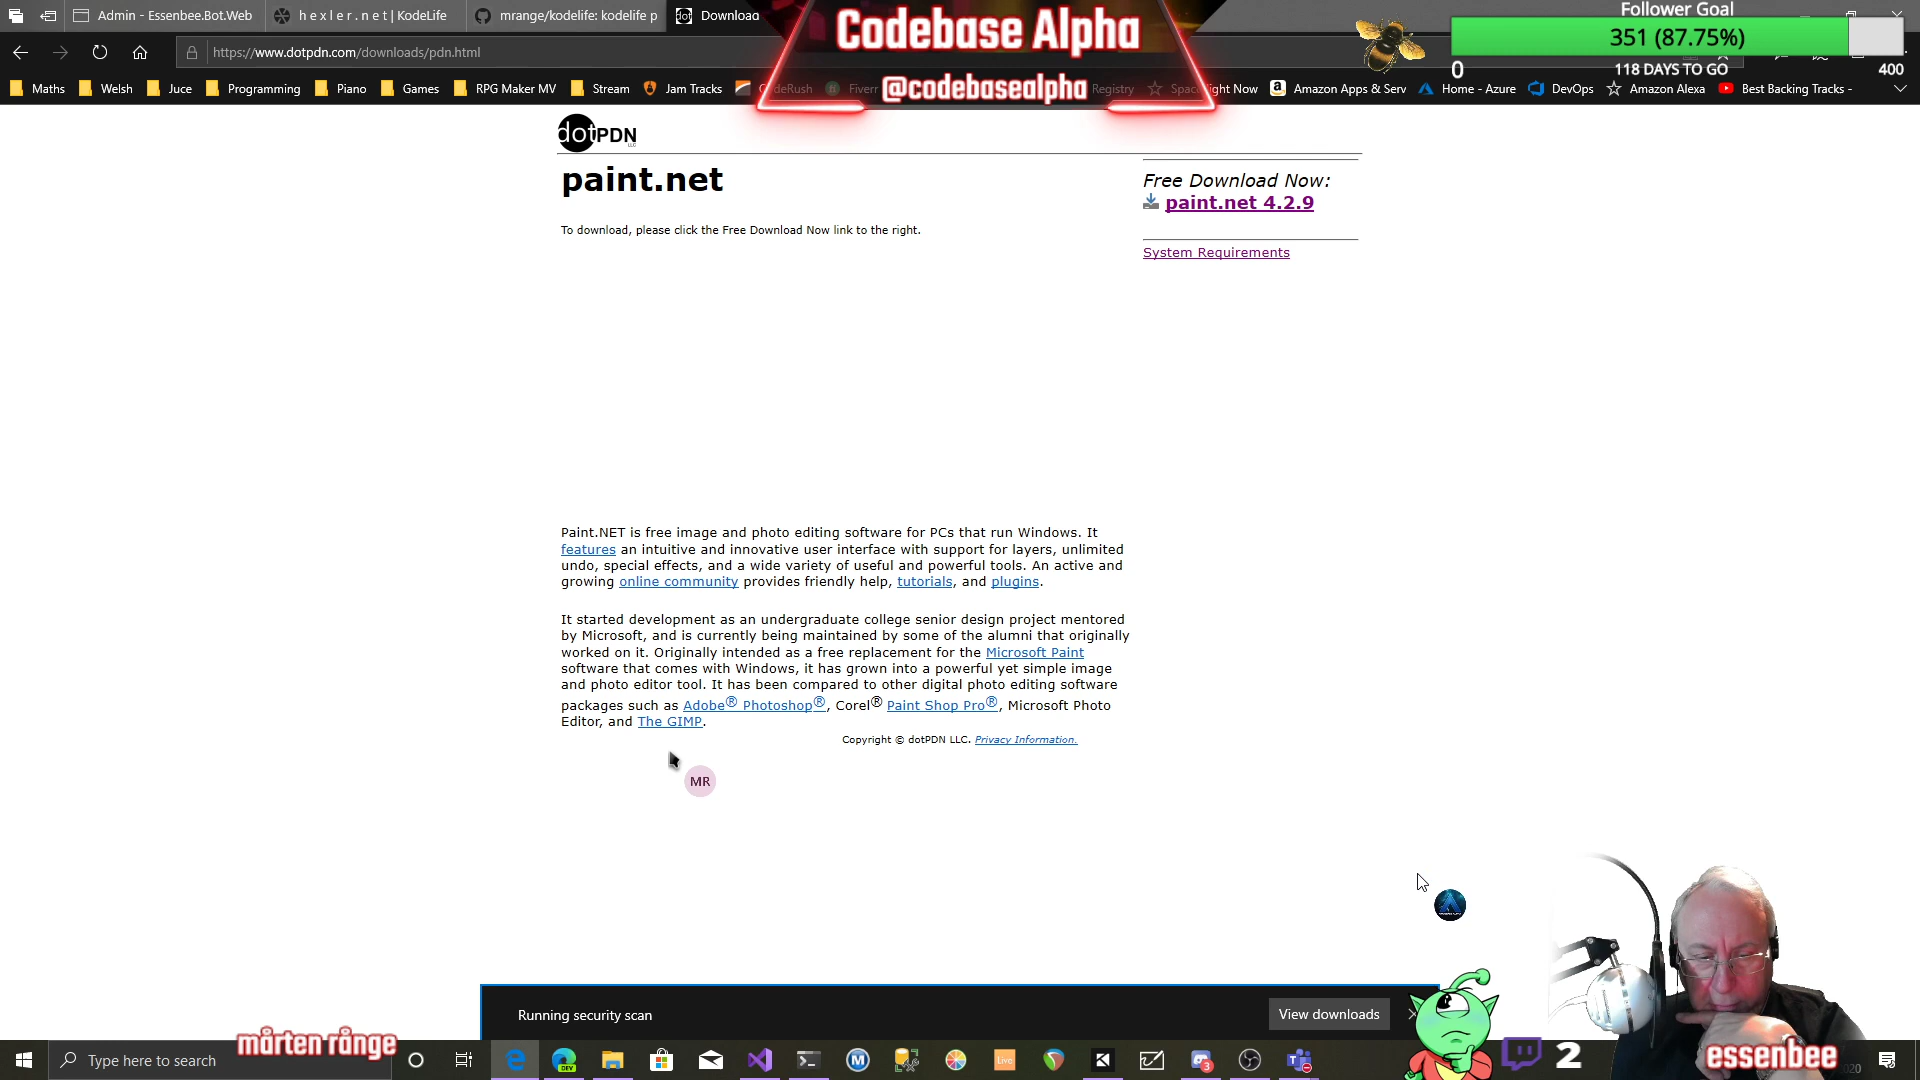 Admin - Essenbee.Bot.Web
h e x l e r . n e t | KodeLife
mrange/kodelife: kodelife p
dot
Download
Codebase Alpha
@codebasealpha
Follower Goal
351 (87.75%)
0
118 DAYS TO GO
400
https://www.dotpdn.com/downloads/pdn.html
Maths
Welsh
Juce
Programming
Piano
Games
RPG Maker MV
Stream
Jam Tracks
Fiverr
Registry
Amazon Apps & Serv
Home - Azure
DevOps
Amazon Alexa
Best Backing Tracks -
dotPDN
LLC
paint.net
Free Download Now:
paint.net 4.2.9
To download, please click the Free Download Now link to the right.
System Requirements
Paint.NET is free image and photo editing software for PCs that run Windows. It
features an intuitive and innovative user interface with support for layers, unlimited
undo, special effects, and a wide variety of useful and powerful tools. An active and
growing online community provides friendly help, tutorials, and plugins.
It started development as an undergraduate college senior design project mentored
by Microsoft, and is currently being maintained by some of the alumni that originally
worked on it. Originally intended as a free replacement for the Microsoft Paint
software that comes with Windows, it has grown into a powerful yet simple image
and photo editor tool. It has been compared to other digital photo editing software
packages such as Adobe® Photoshop®, Corel® Paint Shop Pro®, Microsoft Photo
Editor, and The GIMP.
Copyright © dotPDN LLC. Privacy Information.
MR
Running security scan
View downloads
mårten rånge
Type here to search
DEV
M
live
3
2
essenbee